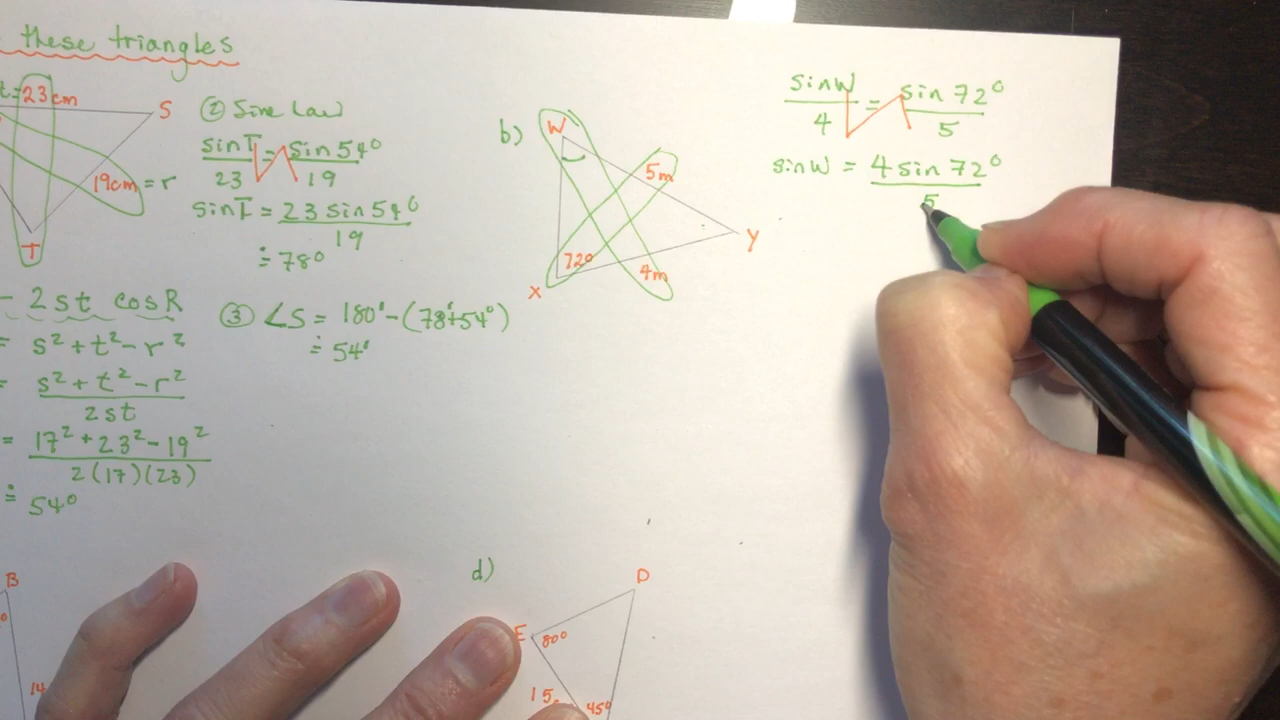 these triangles
t=23cm
S
19cm = r
T
- 2st cosR
= s²+t²-r²
= s²+t²-r²
2st
= 17²+23²-19²
2(17)(23)
≐ 54°
② Sine Law
sinT = sin54°
23 19
sinT = 23 sin54°
19
≐ 78°
③ ∠S = 180°-(78°+54°)
≐ 54°
b)
W
5m
Y
72°
4m
X
sinW = sin72°
4 5
sinW = 4 sin72°
5
B
14
d)
D
E
80°
15
45°